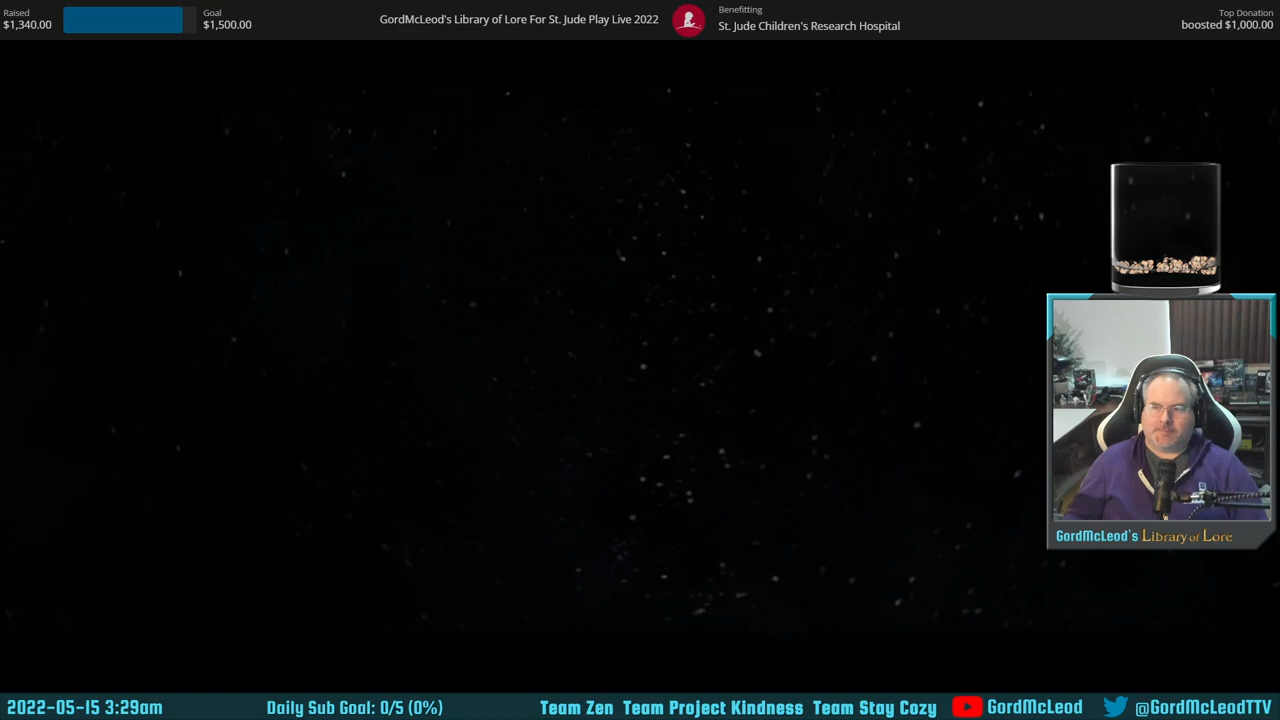 Raised
$1,340.00
Goal
$1,500.00
GordMcLeod's Library of Lore For St. Jude Play Live 2022
Benefitting
St. Jude Children's Research Hospital
Top Donation
boosted $1,000.00
GordMcLeod's Library of Lore
2022-05-15 3:29am
Daily Sub Goal: 0/5 (0%)
Team Zen Team Project Kindness Team Stay Cozy
GordMcLeod
@GordMcLeodTTV